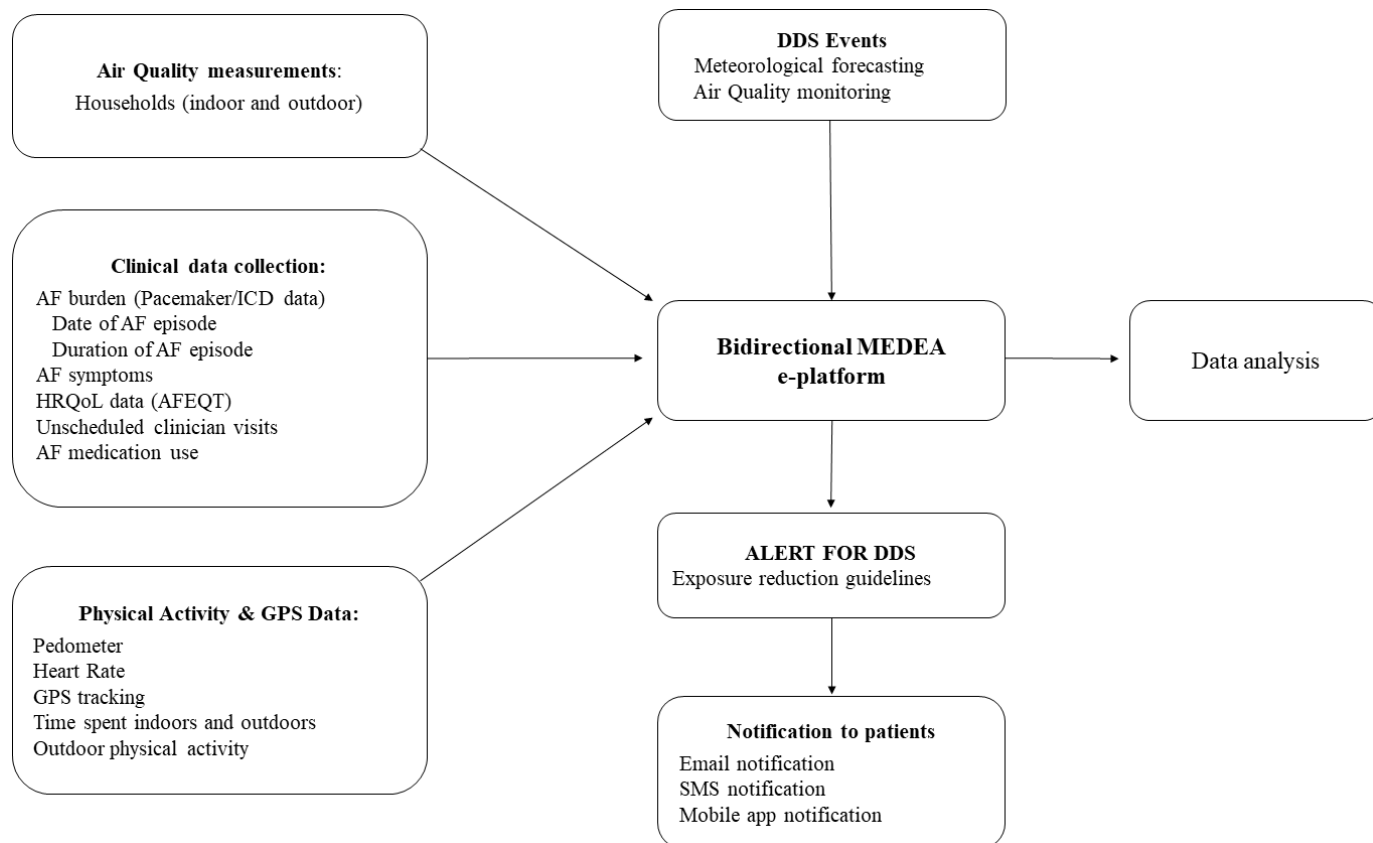 Air Quality measurements:
Households (indoor and outdoor)
DDS Events
Meteorological forecasting
Air Quality monitoring
Clinical data collection:
AF burden (Pacemaker/ICD data)
Date of AF episode
Duration of AF episode
AF symptoms
HRQoL data (AFEQT)
Unscheduled clinician visits
AF medication use
Bidirectional MEDEA
e-platform
Data analysis
Physical Activity & GPS Data:
Pedometer
Heart Rate
GPS tracking
Time spent indoors and outdoors
Outdoor physical activity
ALERT FOR DDS
Exposure reduction guidelines
Notification to patients
Email notification
SMS notification
Mobile app notification